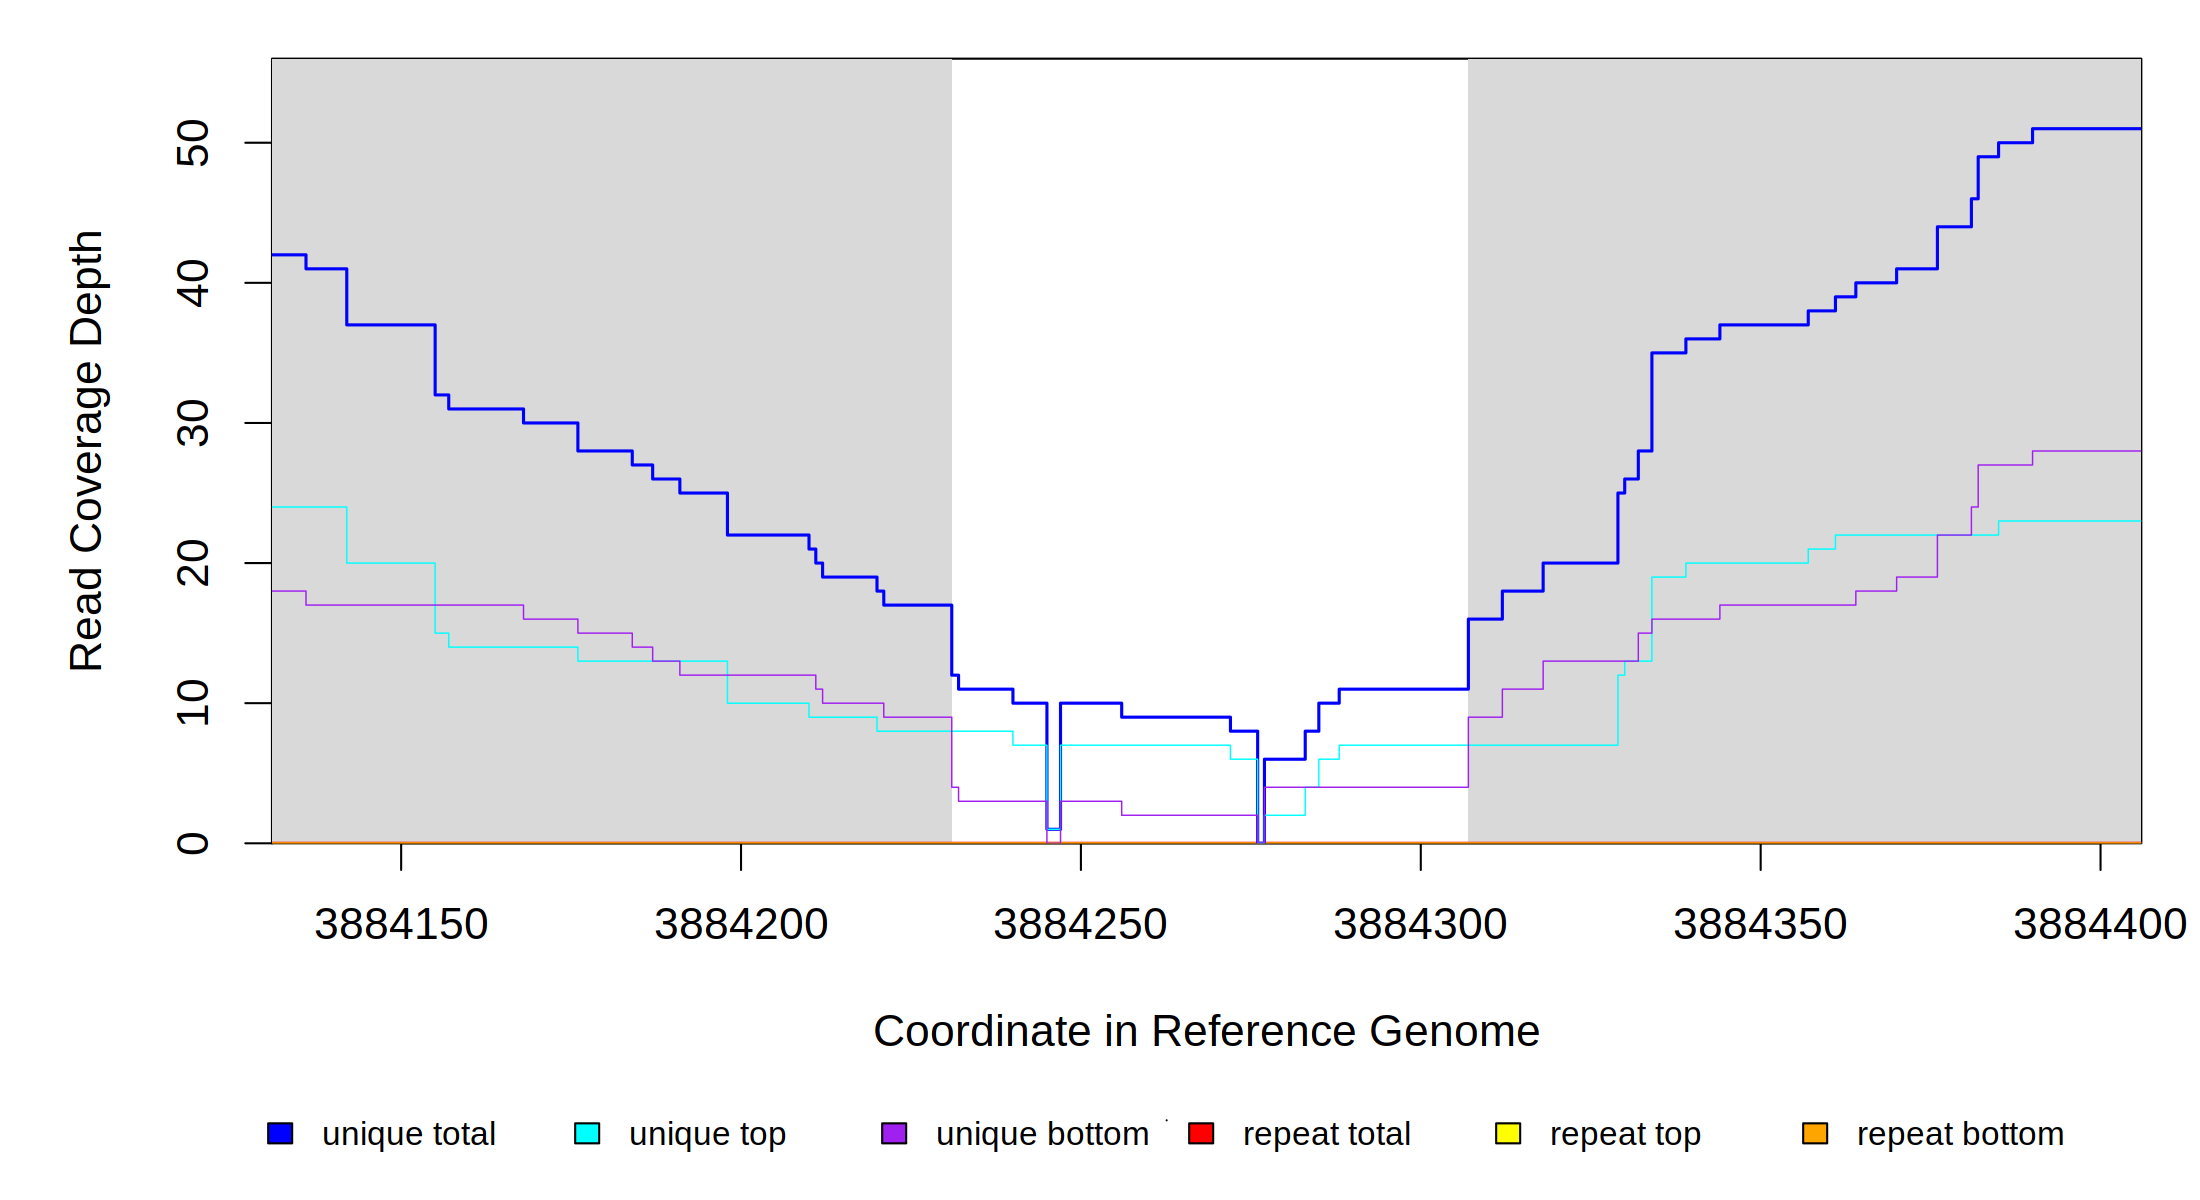 Read Coverage Depth
50
40
30
20
10
0
3884150 3884200 3884250 3884300 3884350 3884400
Coordinate in Reference Genome
unique total unique top unique bottom repeat total repeat top repeat bottom